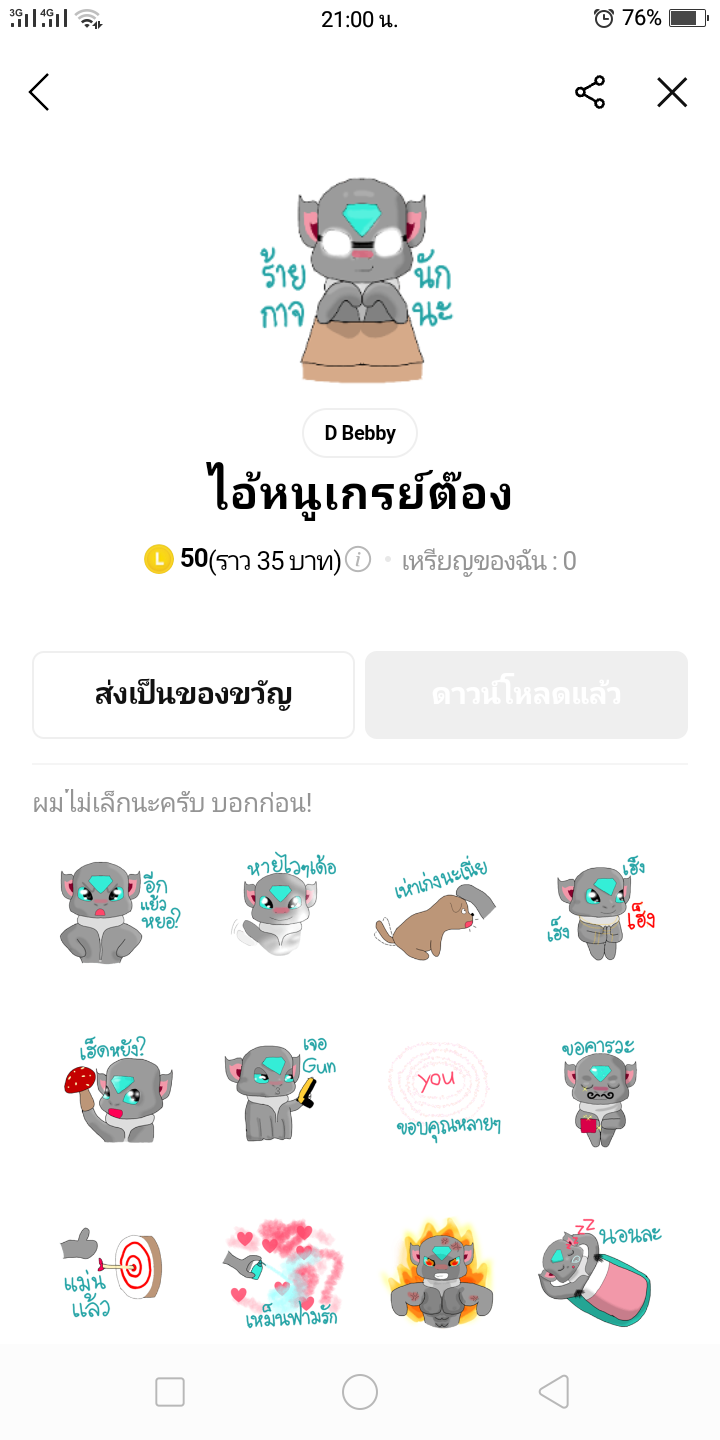 3G 4G 21:00 น. 76%
ร้าย นัก
กาจ นะ
D Bebby
ไอ้หนูเกรย์ต๊อง
L 50(ราว 35 บาท) i • เหรียญของฉัน : 0
ส่งเป็นของขวัญ ดาวน์โหลดแล้ว
ผมไม่เล็กนะครับ บอกก่อน!
อีก
แล้ว
หยอ?
หายไวๆเด้อ
เห่าเก่งนะเนี่ย
เฮ็ง
เฮ็ง
เฮ็ง
เฮ็ดหยัง?
เจอ
Gun
you
ขอบคุณหลายๆ
ขอคารวะ
แม่น
แล้ว
เหม็นฟามรัก
zZ
นอนละ